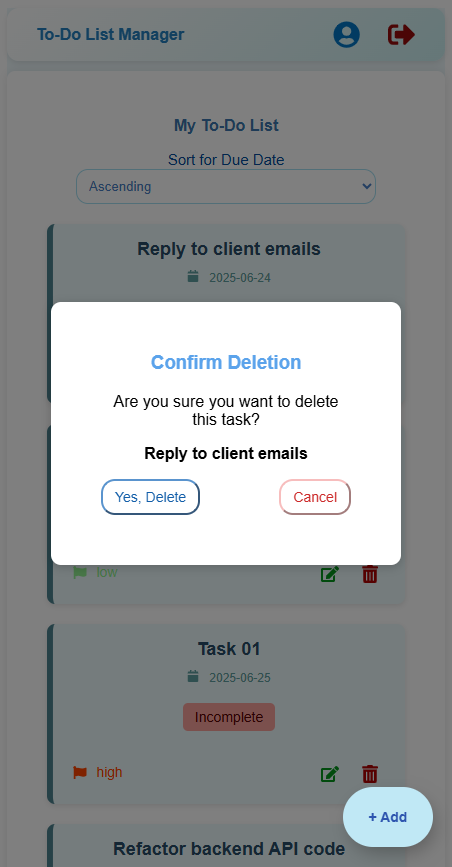 To-Do List Manager
My To-Do List
Sort for Due Date
Ascending
Reply to client emails
2025-06-24
Confirm Deletion
Are you sure you want to delete
this task?
Reply to client emails
Yes, Delete
Cancel
low
Task 01
2025-06-25
Incomplete
high
+ Add
Refactor backend API code